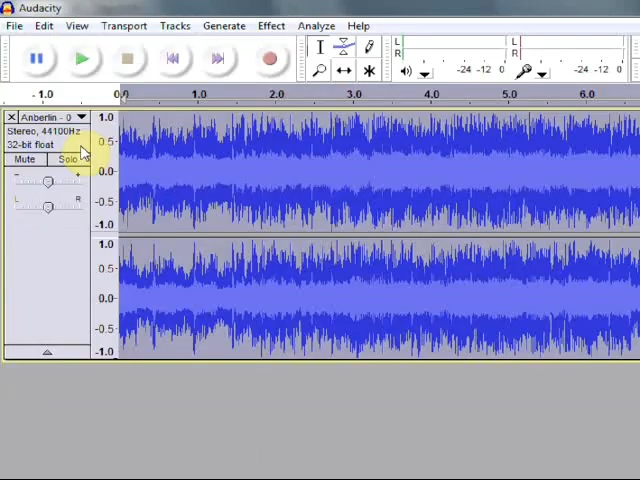 Audacity
File Edit View Transport Tracks Generate Effect Analyze Help
L
R
-24 -12 0
L
R
-24 -12 0
- 1.0 0.0 1.0 2.0 3.0 4.0 5.0 6.0
Anberlin - 0
Stereo, 44100Hz
32-bit float
Mute Solo
- +
L R
1.0
0.5
0.0
-0.5
-1.0
1.0
0.5
0.0
-0.5
-1.0